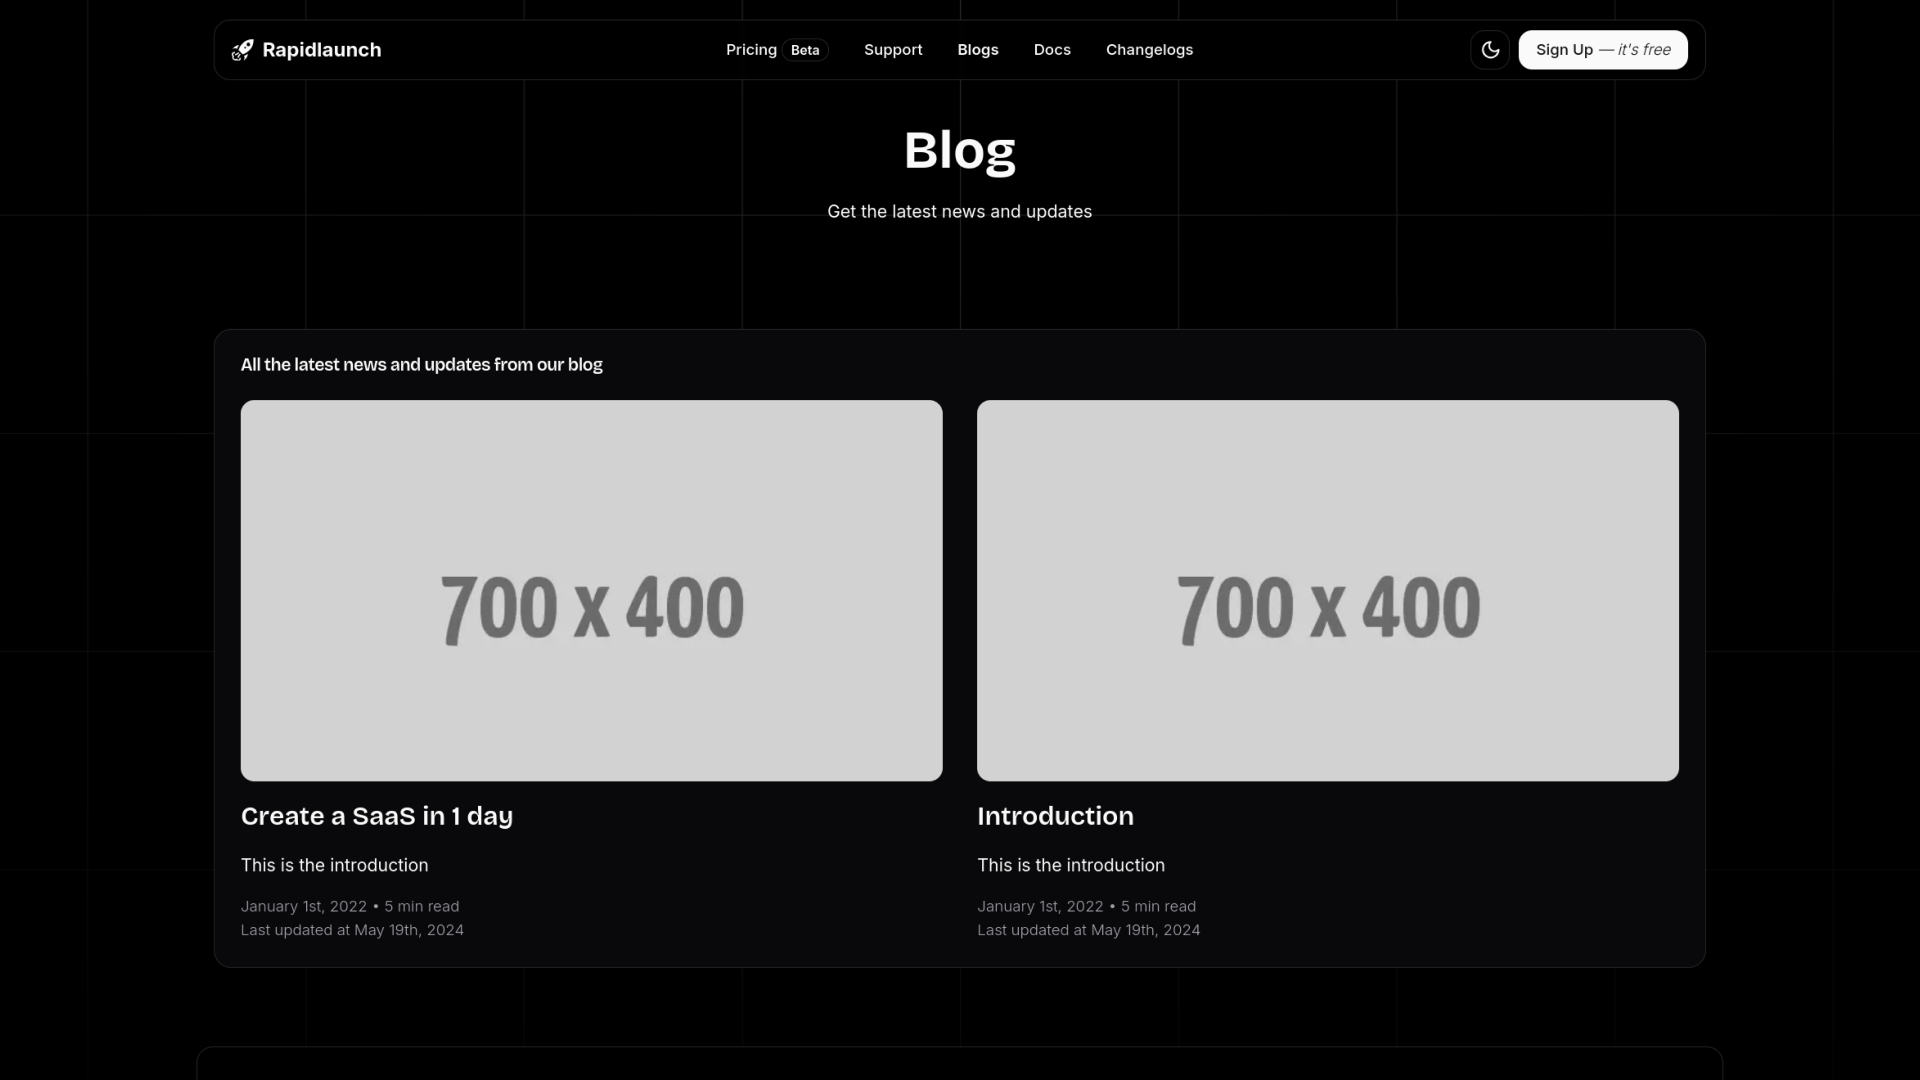 Rapidlaunch
Pricing Beta Support Blogs Docs Changelogs
Sign Up — it's free
Blog
Get the latest news and updates
All the latest news and updates from our blog
700 x 400
700 x 400
Create a SaaS in 1 day
This is the introduction
January 1st, 2022 • 5 min read
Last updated at May 19th, 2024
Introduction
This is the introduction
January 1st, 2022 • 5 min read
Last updated at May 19th, 2024